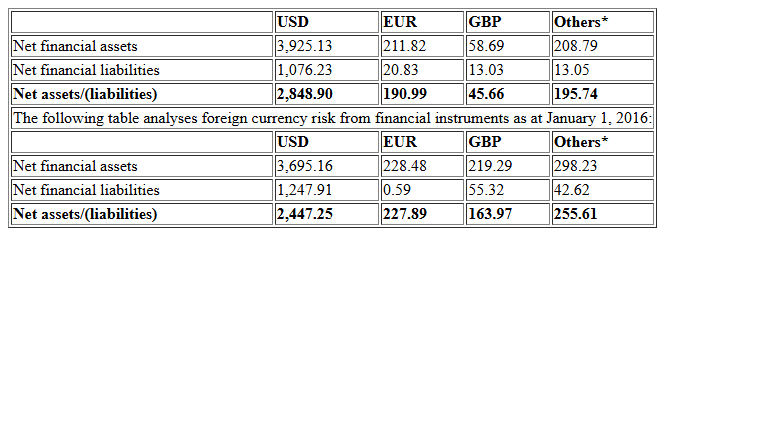 USD EUR GBP Others*
Net financial assets 3,925.13 211.82 58.69 208.79
Net financial liabilities 1,076.23 20.83 13.03 13.05
Net assets/(liabilities) 2,848.90 190.99 45.66 195.74
The following table analyses foreign currency risk from financial instruments as at January 1, 2016:
USD EUR GBP Others*
Net financial assets 3,695.16 228.48 219.29 298.23
Net financial liabilities 1,247.91 0.59 55.32 42.62
Net assets/(liabilities) 2,447.25 227.89 163.97 255.61